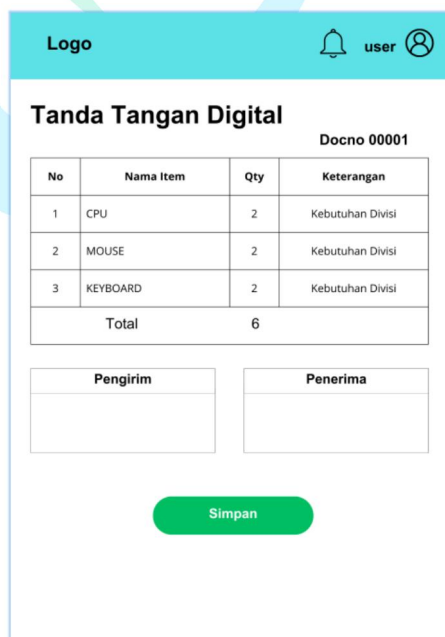 Logo user
Tanda Tangan Digital
Docno 00001
No Nama Item Qty Keterangan
1 CPU 2 Kebutuhan Divisi
2 MOUSE 2 Kebutuhan Divisi
3 KEYBOARD 2 Kebutuhan Divisi
Total 6
Pengirim Penerima
Simpan